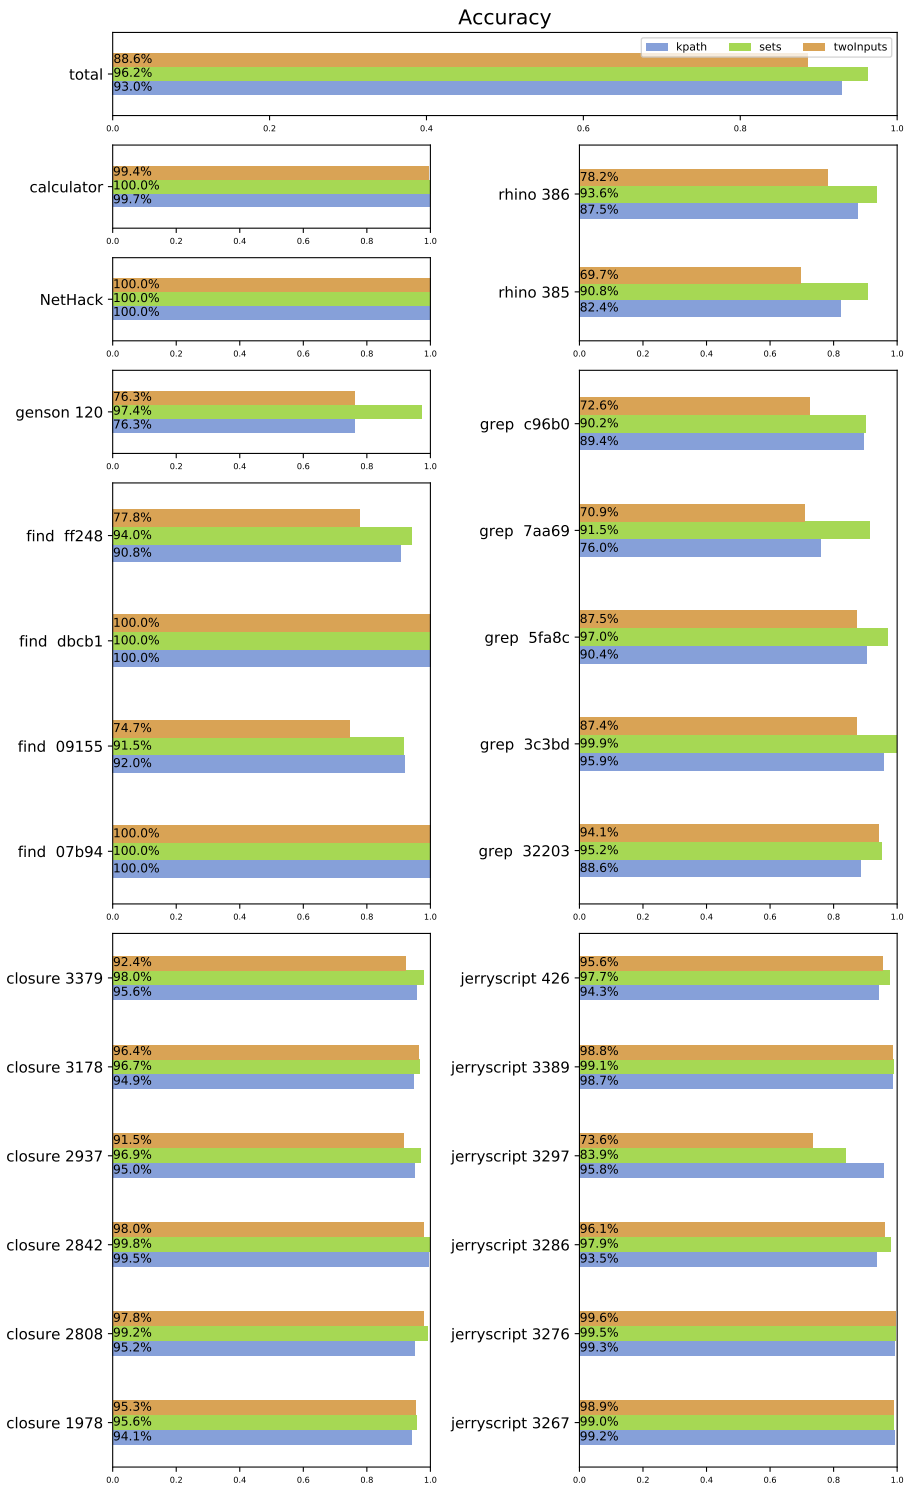 Accuracy
kpath sets twoInputs
total
88.6%
96.2%
93.0%
0.0 0.2 0.4 0.6 0.8 1.0
calculator
99.4%
100.0%
99.7%
0.0 0.2 0.4 0.6 0.8 1.0
NetHack
100.0%
100.0%
100.0%
0.0 0.2 0.4 0.6 0.8 1.0
genson 120
76.3%
97.4%
76.3%
0.0 0.2 0.4 0.6 0.8 1.0
find ff248
77.8%
94.0%
90.8%
find dbcb1
100.0%
100.0%
100.0%
find 09155
74.7%
91.5%
92.0%
find 07b94
100.0%
100.0%
100.0%
0.0 0.2 0.4 0.6 0.8 1.0
closure 3379
92.4%
98.0%
95.6%
closure 3178
96.4%
96.7%
94.9%
closure 2937
91.5%
96.9%
95.0%
closure 2842
98.0%
99.8%
99.5%
closure 2808
97.8%
99.2%
95.2%
closure 1978
95.3%
95.6%
94.1%
0.0 0.2 0.4 0.6 0.8 1.0
rhino 386
78.2%
93.6%
87.5%
rhino 385
69.7%
90.8%
82.4%
0.0 0.2 0.4 0.6 0.8 1.0
grep c96b0
72.6%
90.2%
89.4%
grep 7aa69
70.9%
91.5%
76.0%
grep 5fa8c
87.5%
97.0%
90.4%
grep 3c3bd
87.4%
99.9%
95.9%
grep 32203
94.1%
95.2%
88.6%
0.0 0.2 0.4 0.6 0.8 1.0
jerryscript 426
95.6%
97.7%
94.3%
jerryscript 3389
98.8%
99.1%
98.7%
jerryscript 3297
73.6%
83.9%
95.8%
jerryscript 3286
96.1%
97.9%
93.5%
jerryscript 3276
99.6%
99.5%
99.3%
jerryscript 3267
98.9%
99.0%
99.2%
0.0 0.2 0.4 0.6 0.8 1.0